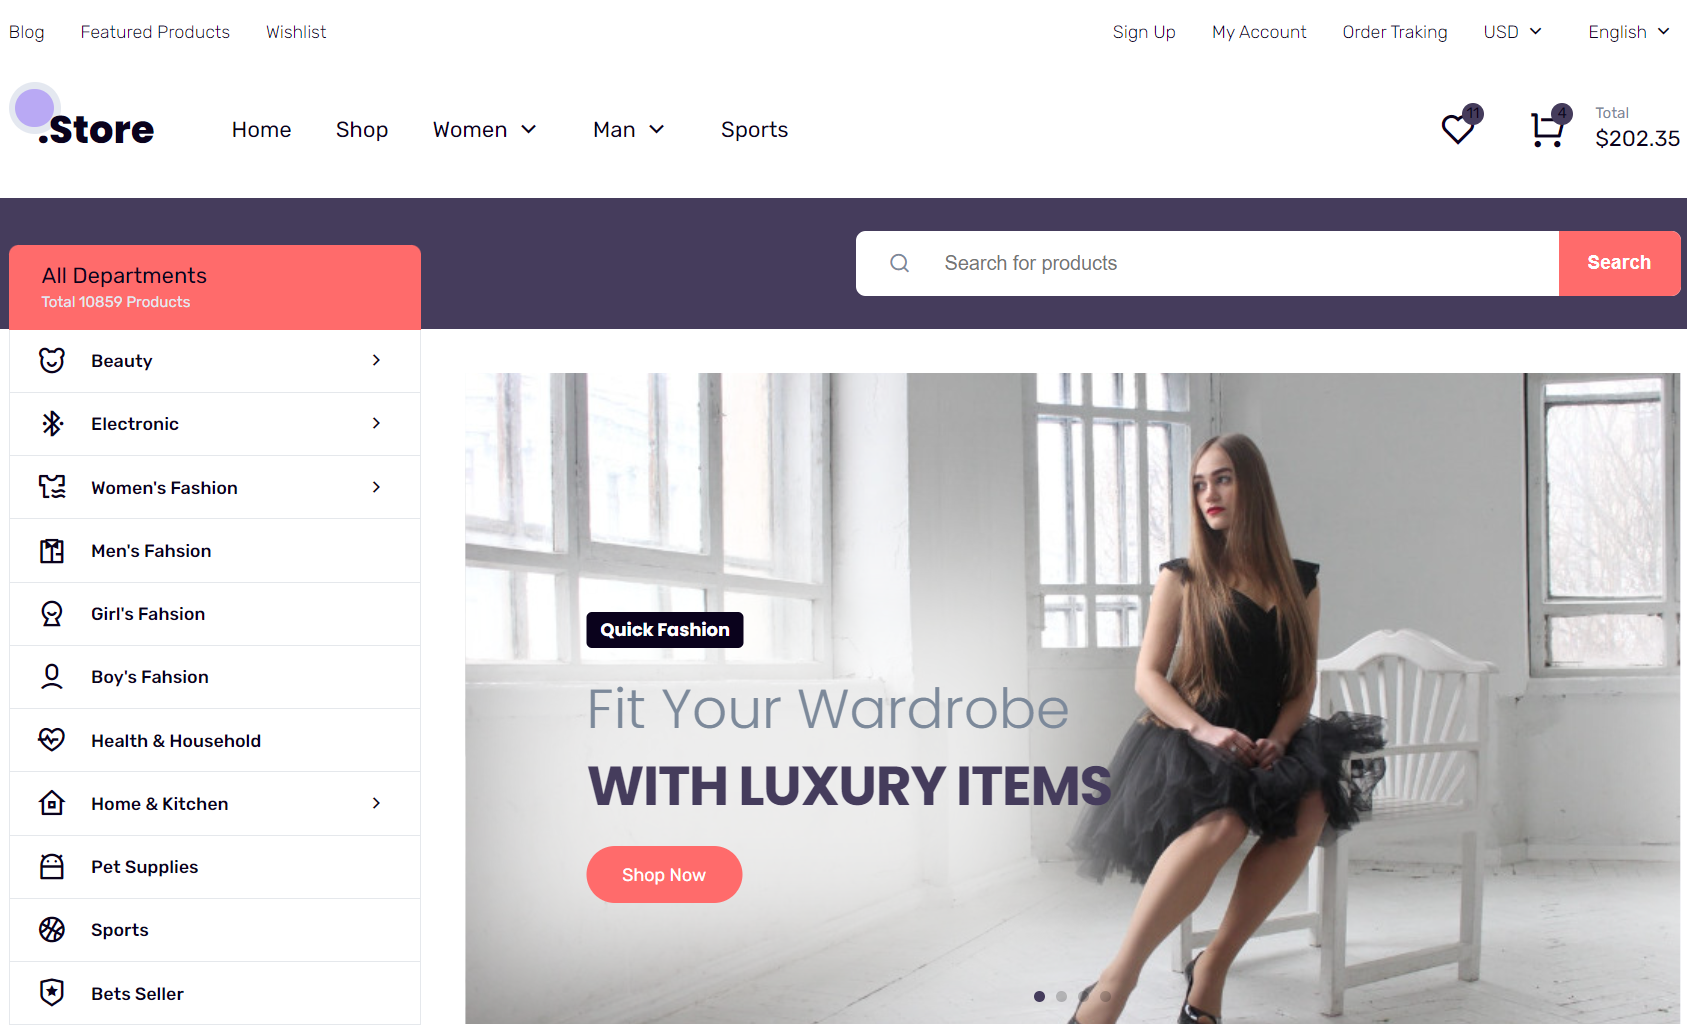 Blog Featured Products Wishlist Sign Up My Account Order Traking USD English
.Store Home Shop Women Man Sports 11 4 Total
$202.35
Search for products Search
All Departments
Total 10859 Products
Beauty
Electronic
Women's Fashion
Men's Fahsion
Girl's Fahsion
Boy's Fahsion
Health & Household
Home & Kitchen
Pet Supplies
Sports
Bets Seller
Quick Fashion
Fit Your Wardrobe
WITH LUXURY ITEMS
Shop Now